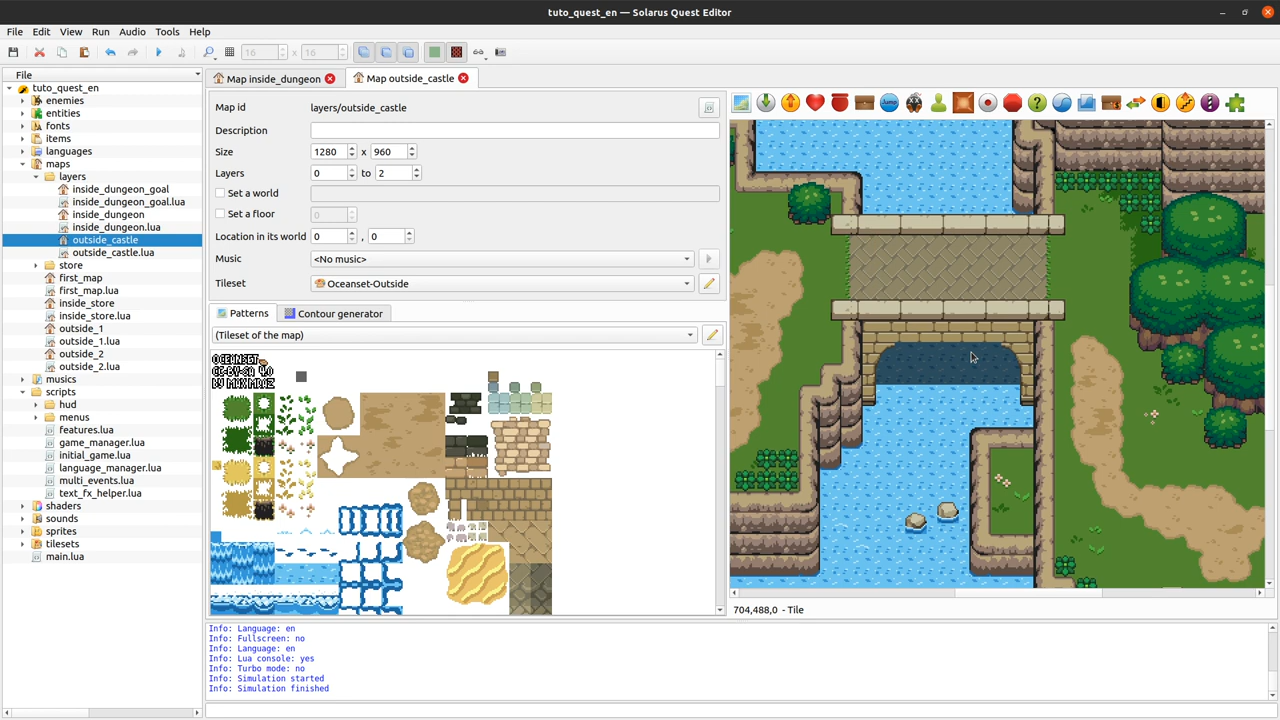 tuto_quest_en — Solarus Quest Editor
File Edit View Run Audio Tools Help
16 x 16
File
tuto_quest_en
enemies
entities
fonts
items
languages
maps
layers
inside_dungeon_goal
inside_dungeon_goal.lua
inside_dungeon
inside_dungeon.lua
outside_castle
outside_castle.lua
store
first_map
first_map.lua
inside_store
inside_store.lua
outside_1
outside_1.lua
outside_2
outside_2.lua
musics
scripts
hud
menus
features.lua
game_manager.lua
initial_game.lua
language_manager.lua
multi_events.lua
text_fx_helper.lua
shaders
sounds
sprites
tilesets
main.lua
Map inside_dungeon
Map outside_castle
Map id layers/outside_castle
Description
Size 1280 x 960
Layers 0 to 2
Set a world
Set a floor 0
Location in its world 0 , 0
Music <No music>
Tileset Oceanset-Outside
Patterns Contour generator
(Tileset of the map)
OCEANSET
CC-BY-SA 4.0
BY MAX MRAZ
Jump
704,488,0 - Tile
Info: Language: en
Info: Fullscreen: no
Info: Language: en
Info: Lua console: yes
Info: Turbo mode: no
Info: Simulation started
Info: Simulation finished